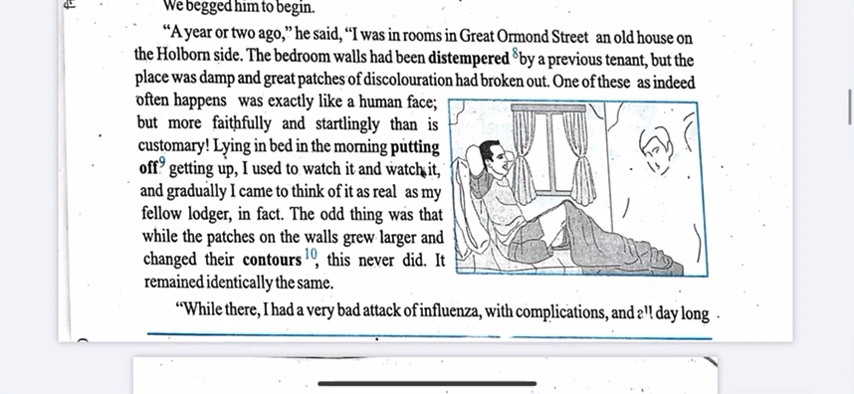 We begged him to begin.
“A year or two ago,” he said, “I was in rooms in Great Ormond Street an old house on
the Holborn side. The bedroom walls had been distempered 8 by a previous tenant, but the
place was damp and great patches of discolouration had broken out. One of these as indeed
often happens was exactly like a human face;
but more faithfully and startlingly than is
customary! Lying in bed in the morning putting
off 9 getting up, I used to watch it and watch it,
and gradually I came to think of it as real as my
fellow lodger, in fact. The odd thing was that
while the patches on the walls grew larger and
changed their contours 10, this never did. It
remained identically the same.
“While there, I had a very bad attack of influenza, with complications, and all day long